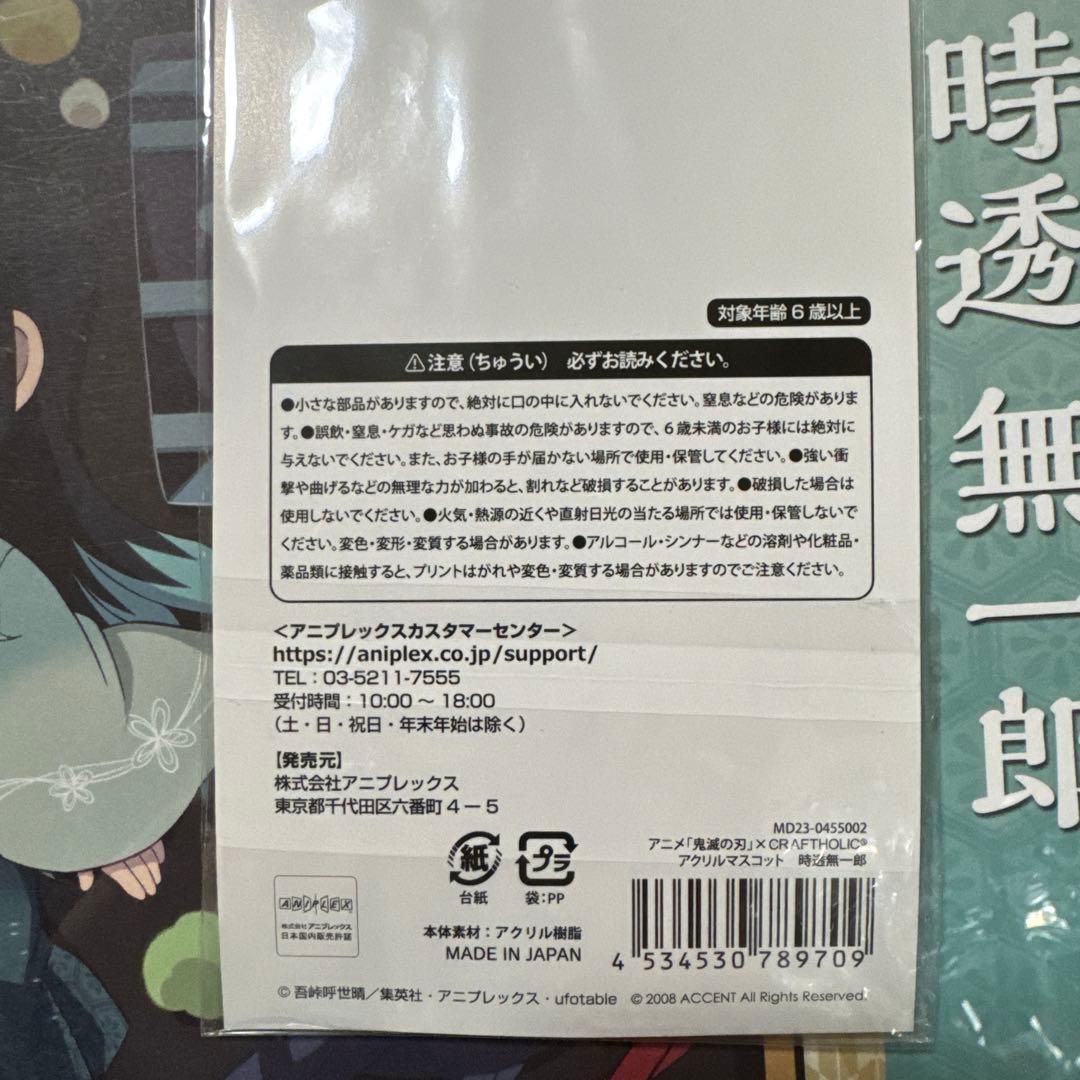 時透無一郎
対象年齢6歳以上
⚠注意(ちゅうい) 必ずお読みください。
●小さな部品がありますので、絶対に口の中に入れないでください。窒息などの危険がありま
す。●誤飲・窒息・ケガなど思わぬ事故の危険がありますので、6歳未満のお子様には絶対に
与えないでください。また、お子様の手が届かない場所で使用・保管してください。●強い衝
撃や曲げるなどの無理な力が加わると、割れなど破損することがあります。●破損した場合は
使用しないでください。●火気・熱源の近くや直射日光の当たる場所では使用・保管しないで
ください。変色・変形・変質する場合があります。●アルコール・シンナーなどの溶剤や化粧品・
薬品類に接触すると、プリントはがれや変色・変質する場合がありますのでご注意ください。
<アニプレックスカスタマーセンター>
https://aniplex.co.jp/support/
TEL：03-5211-7555
受付時間：10:00～18:00
(土・日・祝日・年末年始は除く)
【発売元】
株式会社アニプレックス
東京都千代田区六番町4－5
MD23-0455002
アニメ「鬼滅の刃」×CRAFTHOLIC®
アクリルマスコット 時透無一郎
紙
台紙
プラ
袋:PP
ANIPLEX
株式会社アニプレックス
日本国内販売許諾
本体素材：アクリル樹脂
MADE IN JAPAN
4 534530 789709
©吾峠呼世晴／集英社・アニプレックス・ufotable ©2008 ACCENT All Rights Reserved.